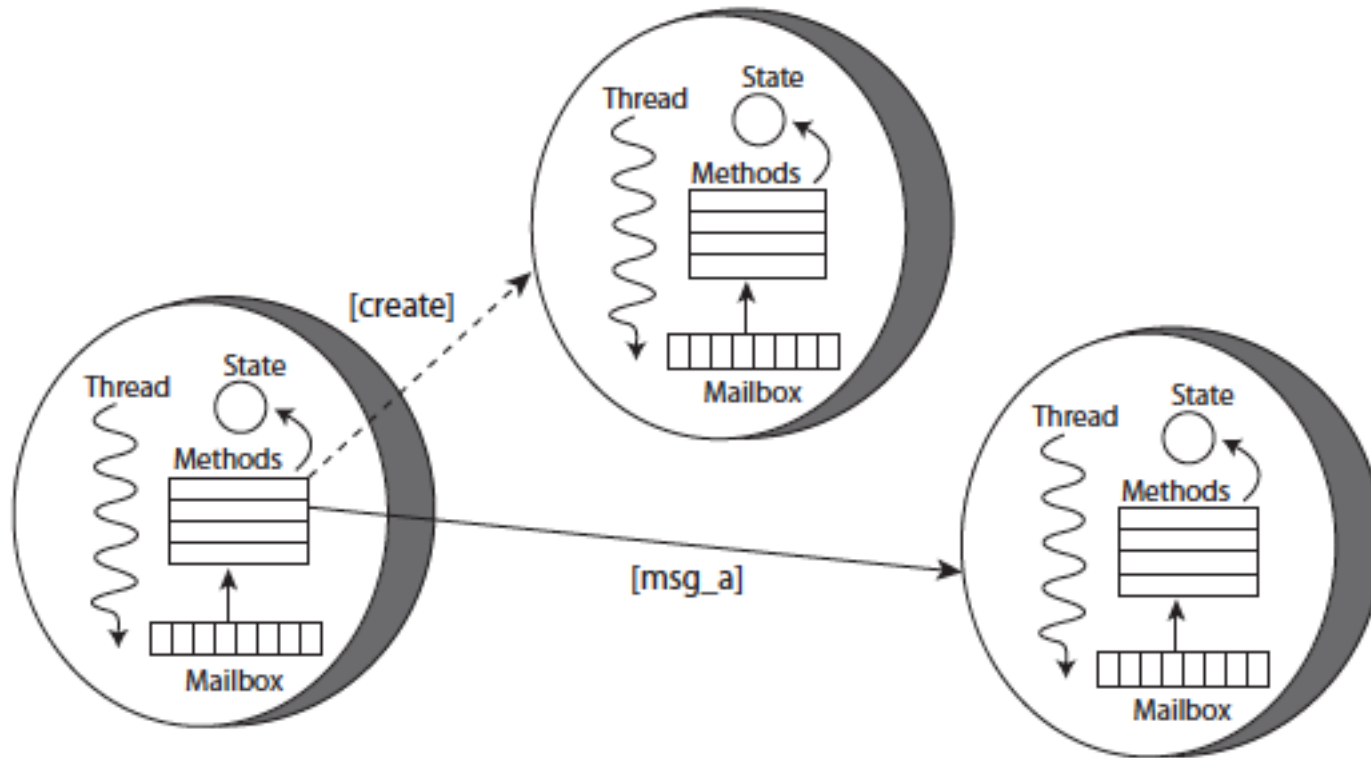 State
Thread
Methods
Mailbox
[create]
State
Thread
Methods
Mailbox
[msg_a]
State
Thread
Methods
Mailbox